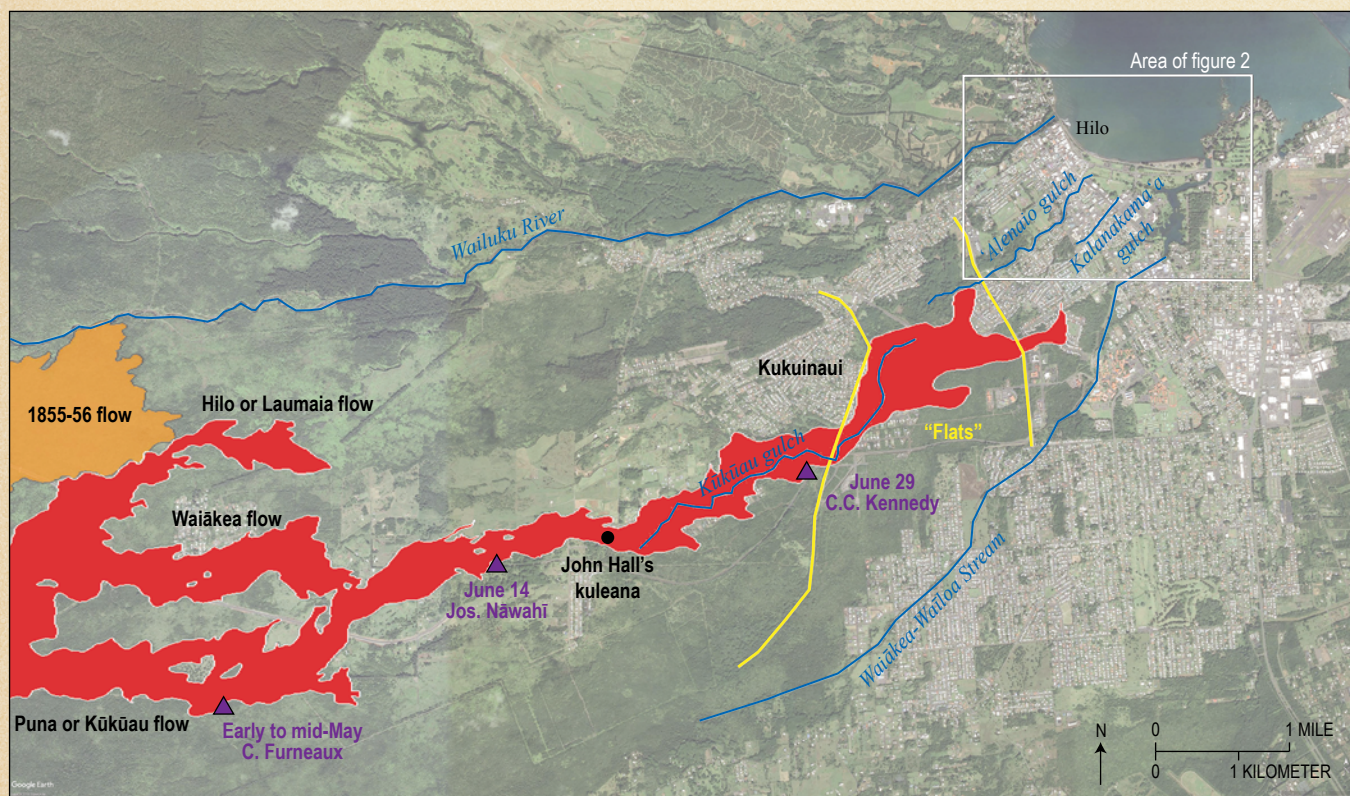 Area of figure 2
Hilo
Wailuku River
ʻAlenaio gulch
Kalanakamaʻa
gulch
Kukuinaui
1855-56 flow
Hilo or Laumaia flow
"Flats"
Kūkūau gulch
June 29
C.C. Kennedy
Waiākea flow
John Hall's
kuleana
June 14
Jos. Nāwahī
Waiākea-Wailoa Stream
Puna or Kūkūau flow
Early to mid-May
C. Furneaux
N
0 1 MILE
0 1 KILOMETER
Google Earth